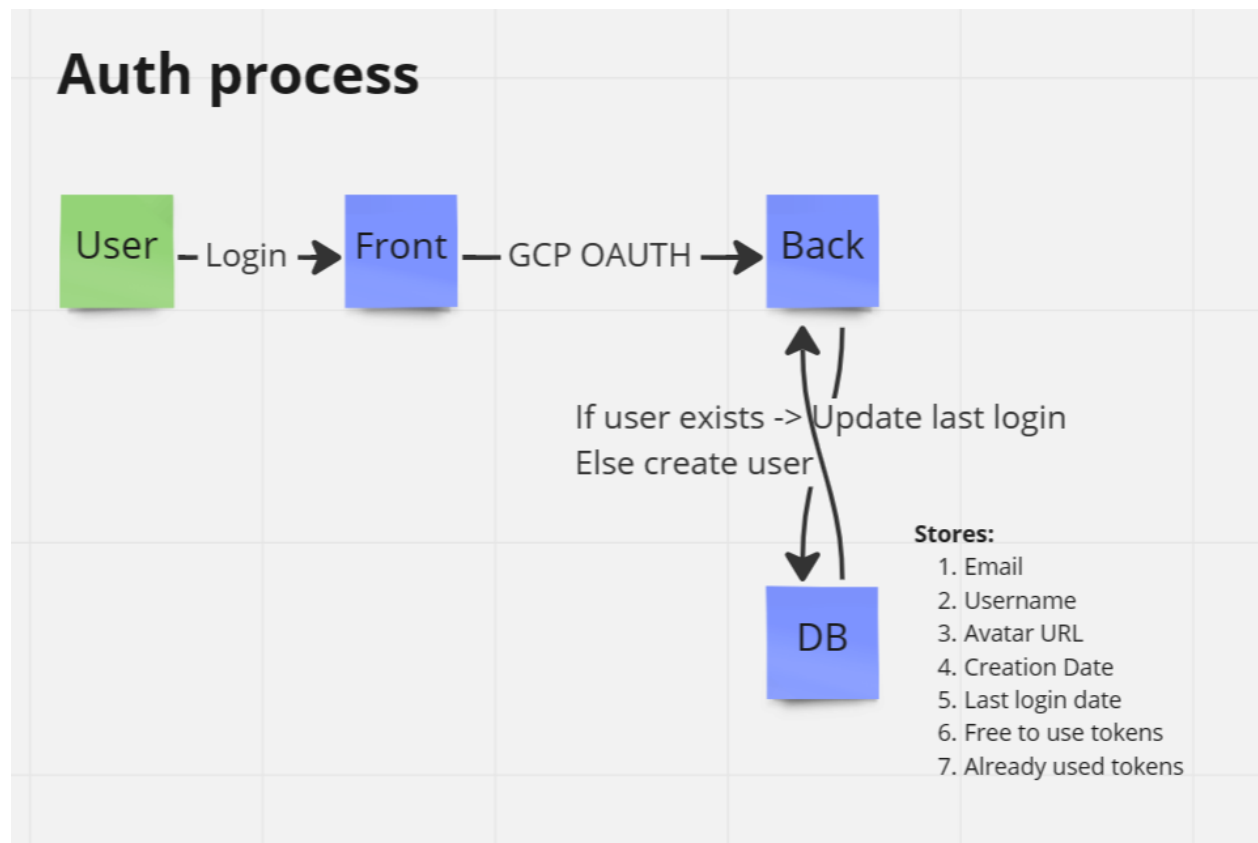 Auth process
User
Login
Front
GCP OAUTH
Back
If user exists -> Update last login
Else create user
DB
Stores:
1. Email
2. Username
3. Avatar URL
4. Creation Date
5. Last login date
6. Free to use tokens
7. Already used tokens